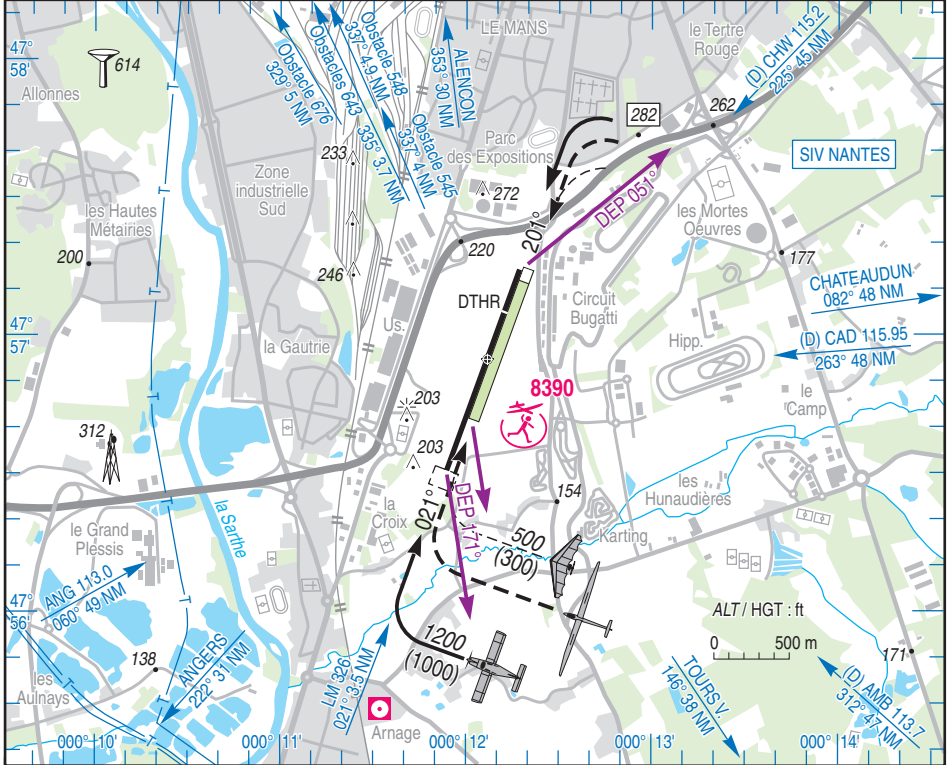 47°
58'
614
Allonnes
Obstacles 676
329° 5 NM
Obstacles 643
335° 3.7 NM
Obstacle 548
337° 4.9 NM
Obstacle 545
337° 4 NM
ALENCON
353° 30 NM
LE MANS
le Tertre
Rouge
(D) CHW 115.2
225° 45 NM
282
262
SIV NANTES
233
Parc
des Expositions
272
Zone
industrielle
Sud
les Hautes
Métairies
200
246
220
201°
DEP 051°
les Mortes
Oeuvres
177
CHATEAUDUN
082° 48 NM
DTHR
Circuit
Bugatti
47°
57'
la Gautrie
Us.
Hipp.
(D) CAD 115.95
263° 48 NM
8390
le
Camp
203
312
203
021°
DEP 171°
154
les
Hunaudières
la
Croix
la Sarthe
le Grand
Plessis
Karting
500
(300)
ANG 113.0
060° 49 NM
47°
56'
ALT / HGT : ft
0 500 m
1200
(1000)
138
ANGERS
222° 31 NM
LM 326
021° 3.5 NM
les
Aulnays
Arnage
TOURS V.
146° 38 NM
171
(D) AMB 113.7
312° 47 NM
000° 10'
000° 11'
000° 12'
000° 13'
000° 14'